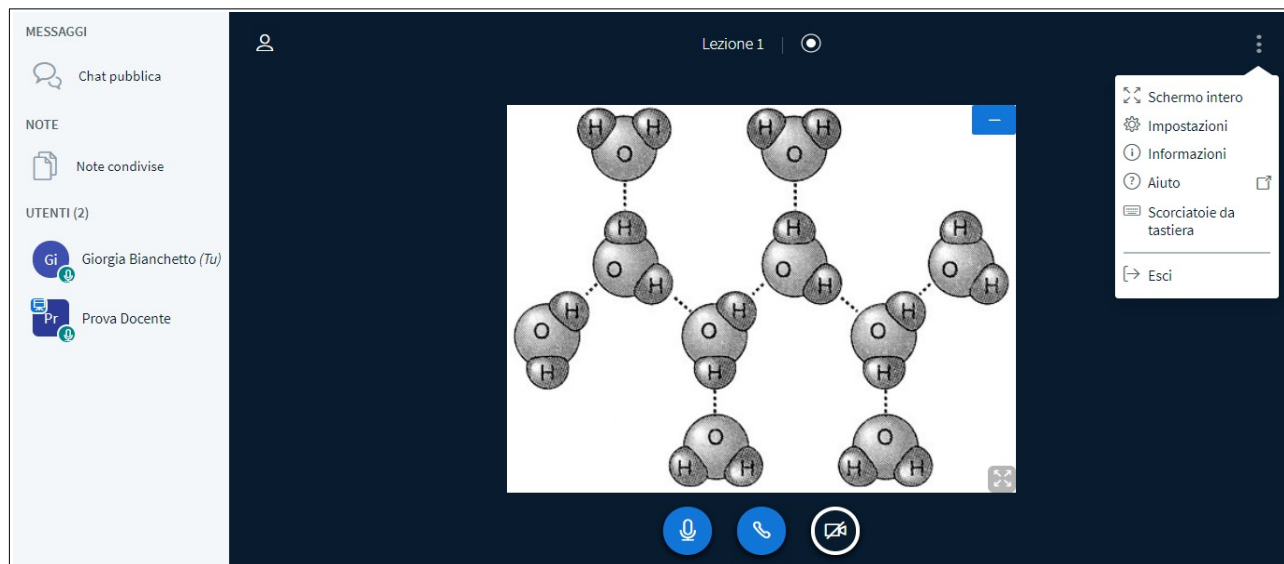 MESSAGGI
Chat pubblica
NOTE
Note condivise
UTENTI (2)
Gi Giorgia Bianchetto (Tu)
Pr Prova Docente
Lezione 1
H H H H
O O
H H H
O H O H O H
H H H
O O O O
H H H H
O O
H H H H
Schermo intero
Impostazioni
Informazioni
Aiuto
Scorciatoie da
tastiera
Esci